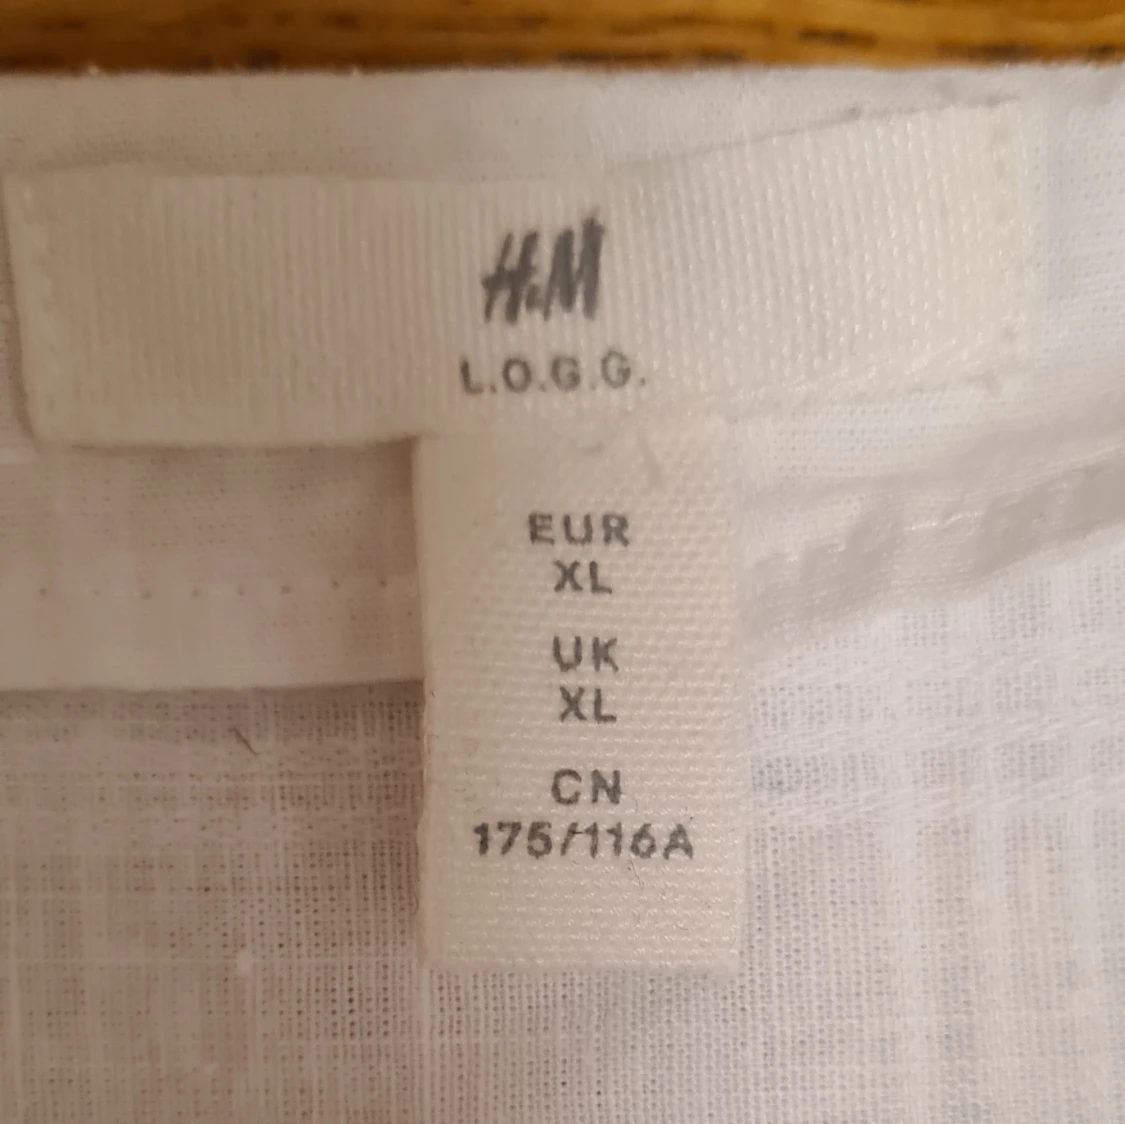 H&M
L.O.G.G.
EUR
XL
UK
XL
CN
175/116A